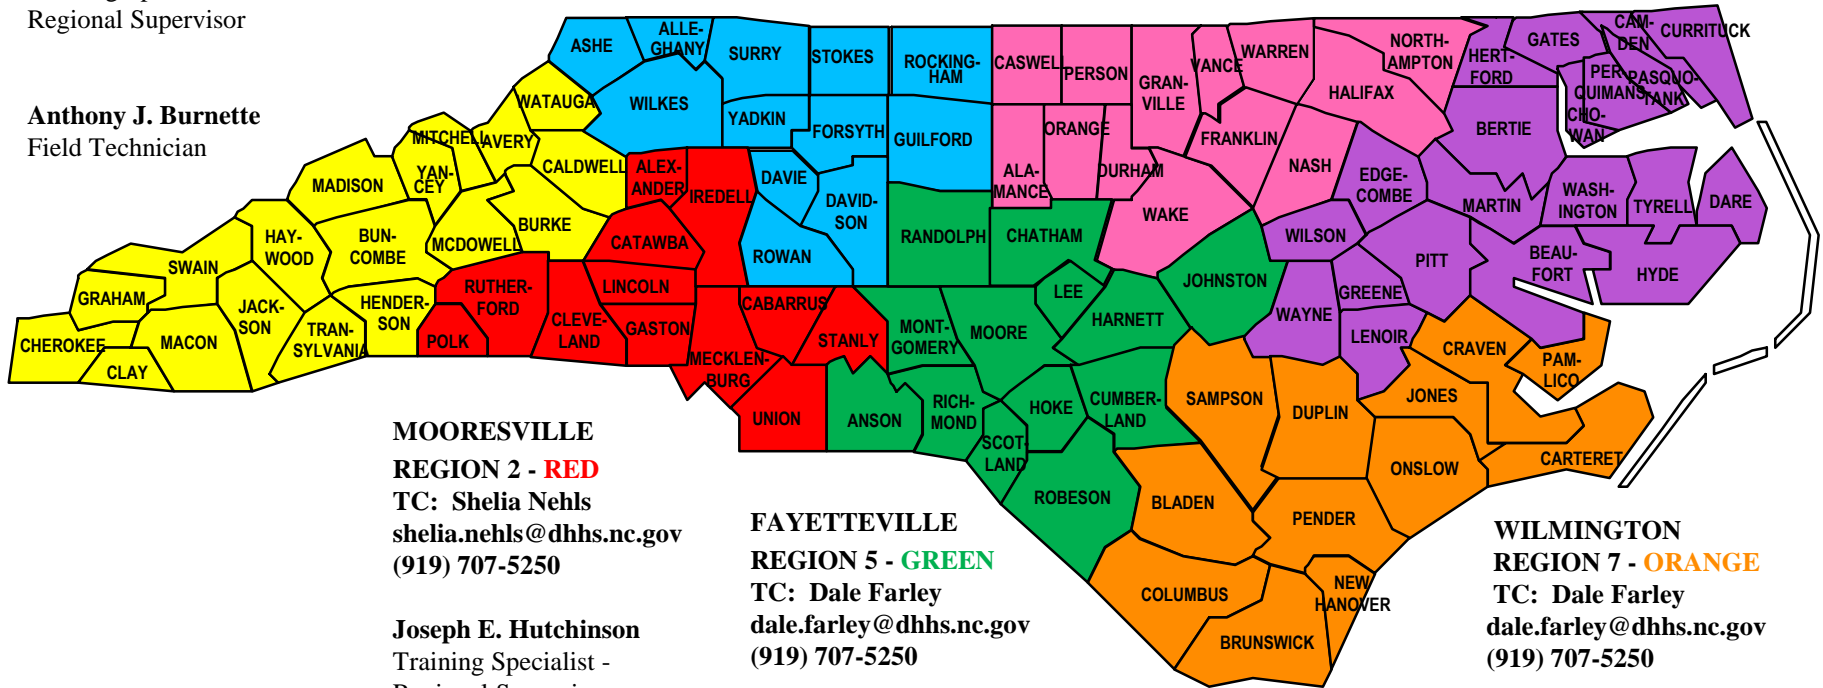 Regional Supervisor
Anthony J. Burnette
Field Technician
ASHE
ALLE-
GHANY
SURRY
STOKES
ROCKING-
HAM
CASWELL
PERSON
GRAN-
VILLE
VANCE
WARREN
NORTH-
AMPTON
HALIFAX
HERT-
FORD
GATES
CAM-
DEN
CURRITUCK
PER-
QUIMANS
PASQUO-
TANK
CHO-
WAN
BERTIE
WATAUGA
WILKES
YADKIN
FORSYTH
GUILFORD
ALA-
MANCE
ORANGE
DURHAM
FRANKLIN
NASH
EDGE-
COMBE
MARTIN
WASH-
INGTON
TYRELL
DARE
MITCHELL
AVERY
YAN-
CEY
MADISON
CALDWELL
ALEX-
ANDER
IREDELL
DAVIE
DAVID-
SON
ROWAN
RANDOLPH
CHATHAM
WAKE
WILSON
PITT
BEAU-
FORT
HYDE
HAY-
WOOD
BUN-
COMBE
MCDOWELL
BURKE
CATAWBA
LINCOLN
SWAIN
GRAHAM
JACK-
SON
HENDER-
SON
RUTHER-
FORD
CLEVE-
LAND
GASTON
CABARRUS
STANLY
MONT-
GOMERY
MOORE
LEE
HARNETT
JOHNSTON
WAYNE
GREENE
LENOIR
CRAVEN
PAM-
LICO
CHEROKEE
CLAY
MACON
TRAN-
SYLVANIA
POLK
MECKLEN-
BURG
UNION
ANSON
RICH-
MOND
SCOT-
LAND
HOKE
CUMBER-
LAND
SAMPSON
DUPLIN
JONES
ONSLOW
CARTERET
ROBESON
BLADEN
PENDER
COLUMBUS
NEW
HANOVER
BRUNSWICK
MOORESVILLE
REGION 2 - RED
TC: Shelia Nehls
shelia.nehls@dhhs.nc.gov
(919) 707-5250
Joseph E. Hutchinson
Training Specialist -
FAYETTEVILLE
REGION 5 - GREEN
TC: Dale Farley
dale.farley@dhhs.nc.gov
(919) 707-5250
WILMINGTON
REGION 7 - ORANGE
TC: Dale Farley
dale.farley@dhhs.nc.gov
(919) 707-5250